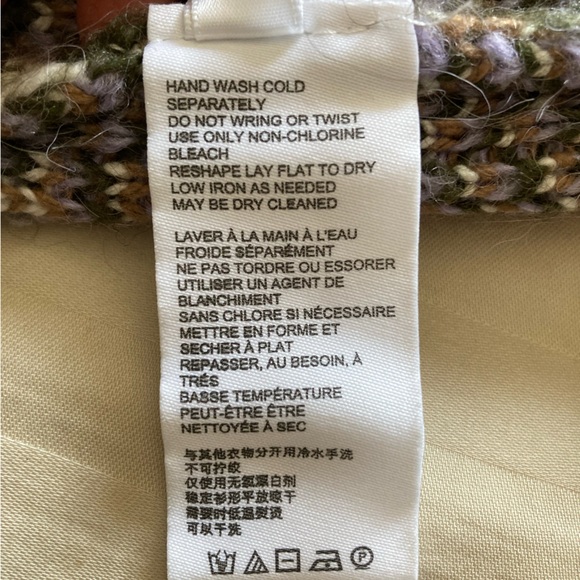 HAND WASH COLD
SEPARATELY
DO NOT WRING OR TWIST
USE ONLY NON-CHLORINE
BLEACH
RESHAPE LAY FLAT TO DRY
LOW IRON AS NEEDED
MAY BE DRY CLEANED
LAVER À LA MAIN À L'EAU
FROIDE SÉPARÉMENT
NE PAS TORDRE OU ESSORER
UTILISER UN AGENT DE
BLANCHIMENT
SANS CHLORE SI NÉCESSAIRE
METTRE EN FORME ET
SECHER À PLAT
REPASSER, AU BESOIN, À
TRÉS
BASSE TEMPÉRATURE
PEUT-ÊTRE ÊTRE
NETTOYÉE À SEC
与其他衣物分开用冷水手洗
不可拧绞
仅使用无氯漂白剂
稳定衫形平放晾干
需要时低温熨烫
可以干洗
P